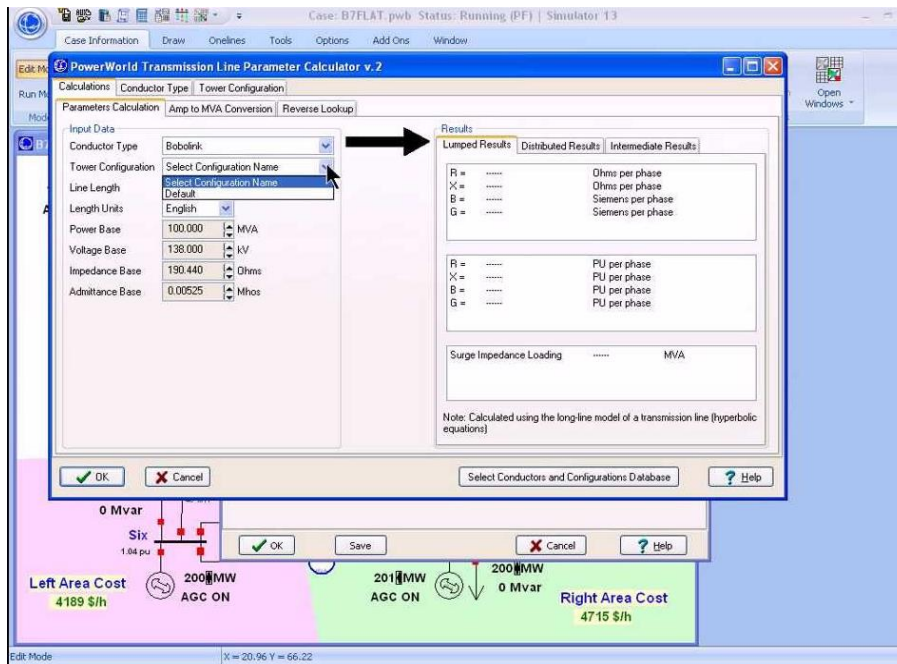 Case: B7FLAT.pwb Status: Running (PF) | Simulator 13
Case Information Draw Onelines Tools Options Add Ons Window
Edit Mo
Run Mo
Mod
Open
Windows
PowerWorld Transmission Line Parameter Calculator v.2
Calculations Conductor Type Tower Configuration
Parameters Calculation Amp to MVA Conversion Reverse Lookup
Input Data
Conductor Type Bobolink
Tower Configuration Select Configuration Name
Select Configuration Name
Default
Line Length
Length Units English
Power Base 100.000 MVA
Voltage Base 138.000 kV
Impedance Base 190.440 Ohms
Admittance Base 0.00525 Mhos
Results
Lumped Results Distributed Results Intermediate Results
R = ------ Ohms per phase
X = ------ Ohms per phase
B = ------ Siemens per phase
G = ------ Siemens per phase
R = ------ PU per phase
X = ------ PU per phase
B = ------ PU per phase
G = ------ PU per phase
Surge Impedance Loading ------ MVA
Note: Calculated using the long-line model of a transmission line (hyperbolic
equations)
OK Cancel Select Conductors and Configurations Database ? Help
OK Save Cancel ? Help
0 Mvar
Six
1.04 pu
Left Area Cost
4189 $/h
200 MW
AGC ON
201 MW
AGC ON
200 MW
0 Mvar
Right Area Cost
4715 $/h
Edit Mode X = 20.96 Y = 66.22